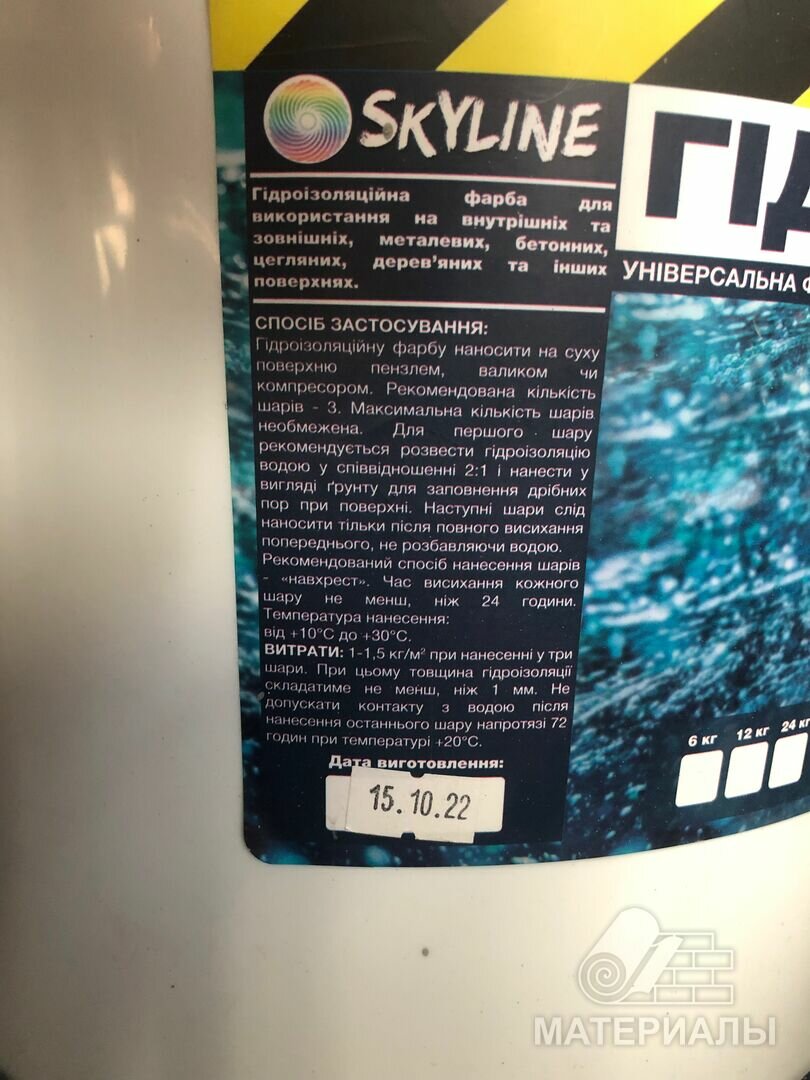 SKYLINE
Гідроізоляційна фарба для
використання на внутрішніх та
зовнішніх, металевих, бетонних,
цегляних, дерев'яних та інших
поверхнях.
СПОСІБ ЗАСТОСУВАННЯ:
Гідроізоляційну фарбу наносити на суху
поверхню пензлем, валиком чи
компресором. Рекомендована кількість
шарів - 3. Максимальна кількість шарів
необмежена. Для першого шару
рекомендується розвести гідроізоляцію
водою у співвідношенні 2:1 і нанести у
вигляді ґрунту для заповнення дрібних
пор при поверхні. Наступні шари слід
наносити тільки після повного висихання
попереднього, не розбавляючи водою.
Рекомендований спосіб нанесення шарів
- «навхрест». Час висихання кожного
шару не менш, ніж 24 години.
Температура нанесення:
від +10°С до +30°С.
ВИТРАТИ: 1-1,5 кг/м² при нанесенні у три
шари. При цьому товщина гідроізоляції
складатиме не менш, ніж 1 мм. Не
допускати контакту з водою після
нанесення останнього шару напротязі 72
годин при температурі +20°С.
Дата виготовлення:
15.10.22
ГІД
УНІВЕРСАЛЬНА Ф
6 кг 12 кг 24 кг
МАТЕРИАЛЫ